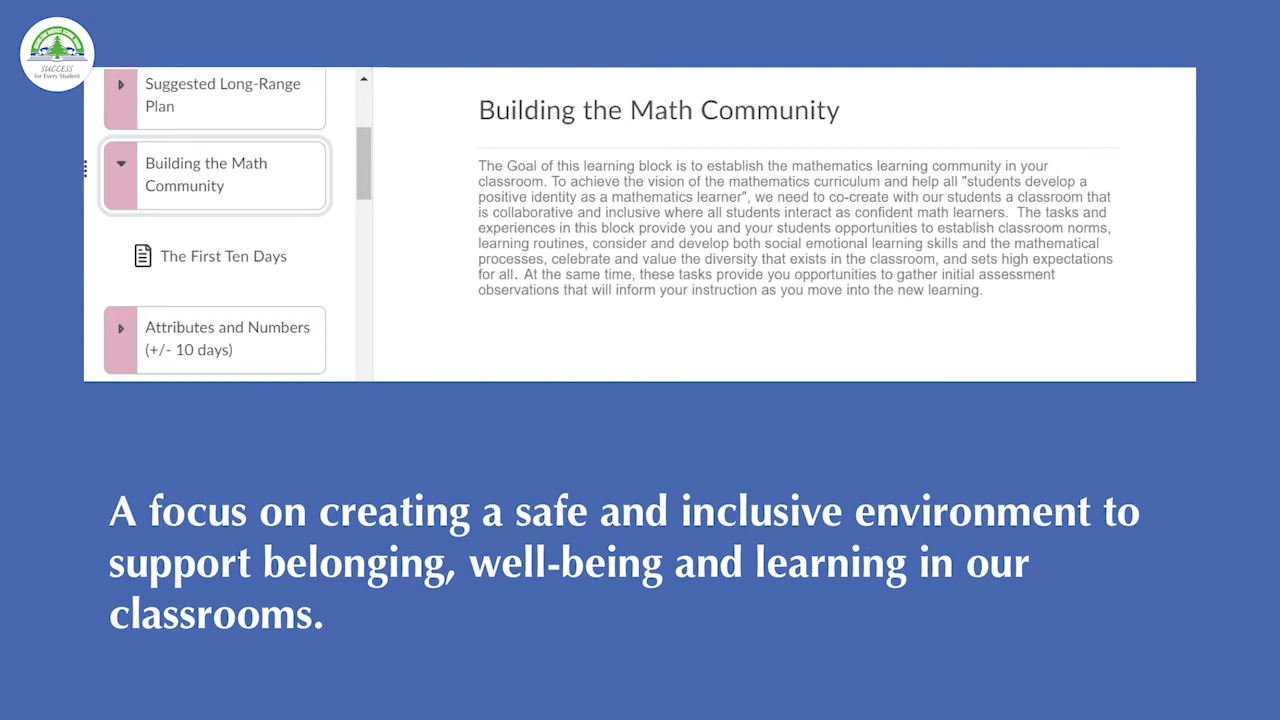 SUCCESS
for Every Student
Suggested Long-Range
Plan
Building the Math
Community
The First Ten Days
Attributes and Numbers
(+/- 10 days)
Building the Math Community
The Goal of this learning block is to establish the mathematics learning community in your
classroom. To achieve the vision of the mathematics curriculum and help all "students develop a
positive identity as a mathematics learner", we need to co-create with our students a classroom that
is collaborative and inclusive where all students interact as confident math learners.  The tasks and
experiences in this block provide you and your students opportunities to establish classroom norms,
learning routines, consider and develop both social emotional learning skills and the mathematical
processes, celebrate and value the diversity that exists in the classroom, and sets high expectations
for all. At the same time, these tasks provide you opportunities to gather initial assessment
observations that will inform your instruction as you move into the new learning.
A focus on creating a safe and inclusive environment to
support belonging, well-being and learning in our
classrooms.